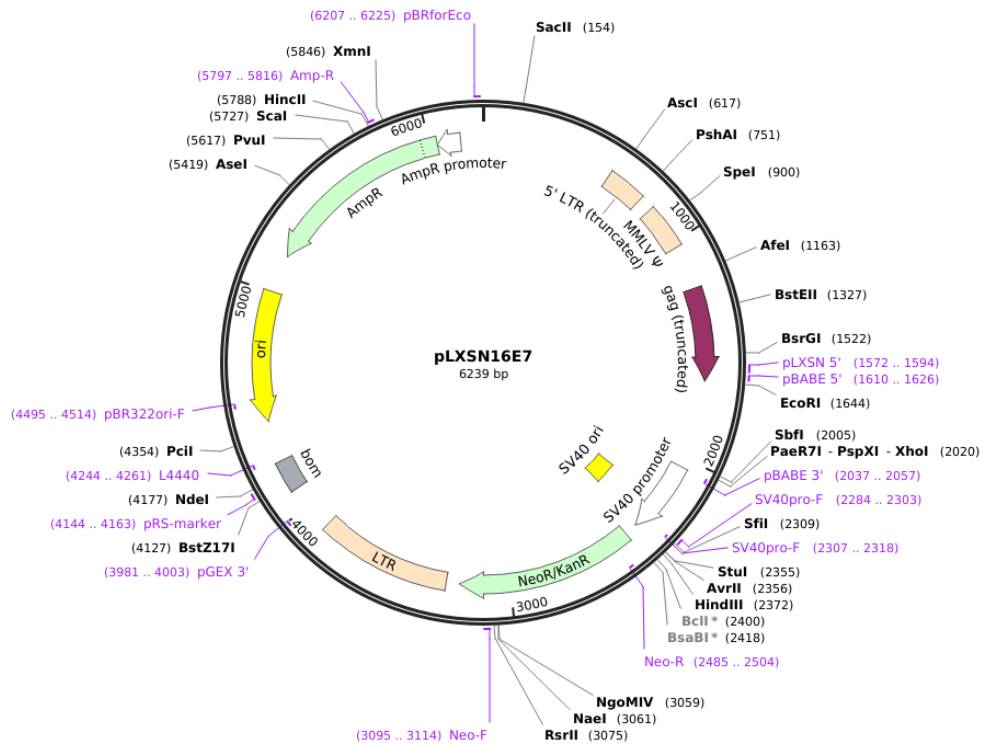 (6207 .. 6225) pBRforEco
SacII (154)
(5846) XmnI
(5797 .. 5816) Amp-R
(5788) HincII
(5727) ScaI
(5617) PvuI
(5419) AseI
AscI (617)
PshAI (751)
SpeI (900)
AfeI (1163)
BstEII (1327)
BsrGI (1522)
pLXSN 5' (1572 .. 1594)
pBABE 5' (1610 .. 1626)
EcoRI (1644)
SbfI (2005)
PaeR7I - PspXI - XhoI (2020)
pBABE 3' (2037 .. 2057)
SV40pro-F (2284 .. 2303)
SfiI (2309)
SV40pro-F (2307 .. 2318)
StuI (2355)
AvrII (2356)
HindIII (2372)
BclI* (2400)
BsaBI* (2418)
Neo-R (2485 .. 2504)
NgoMIV (3059)
NaeI (3061)
RsrII (3075)
(3095 .. 3114) Neo-F
(3981 .. 4003) pGEX 3'
(4127) BstZ17I
(4144 .. 4163) pRS-marker
(4177) NdeI
(4244 .. 4261) L4440
(4354) PciI
(4495 .. 4514) pBR322ori-F
6000
AmpR promoter
AmpR
5' LTR (truncated)
MMLV Ψ
1000
gag (truncated)
5000
ori
pLXSN16E7
6239 bp
2000
SV40 ori
SV40 promoter
bom
4000
LTR
NeoR/KanR
3000